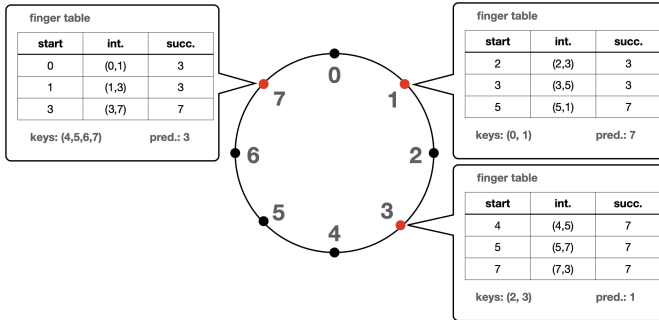 finger table
start int. succ.
0 (0,1) 3
1 (1,3) 3
3 (3,7) 7
keys: (4,5,6,7) pred.: 3
finger table
start int. succ.
2 (2,3) 3
3 (3,5) 3
5 (5,1) 7
keys: (0, 1) pred.: 7
finger table
start int. succ.
4 (4,5) 7
5 (5,7) 7
7 (7,3) 7
keys: (2, 3) pred.: 1
0
1
2
3
4
5
6
7